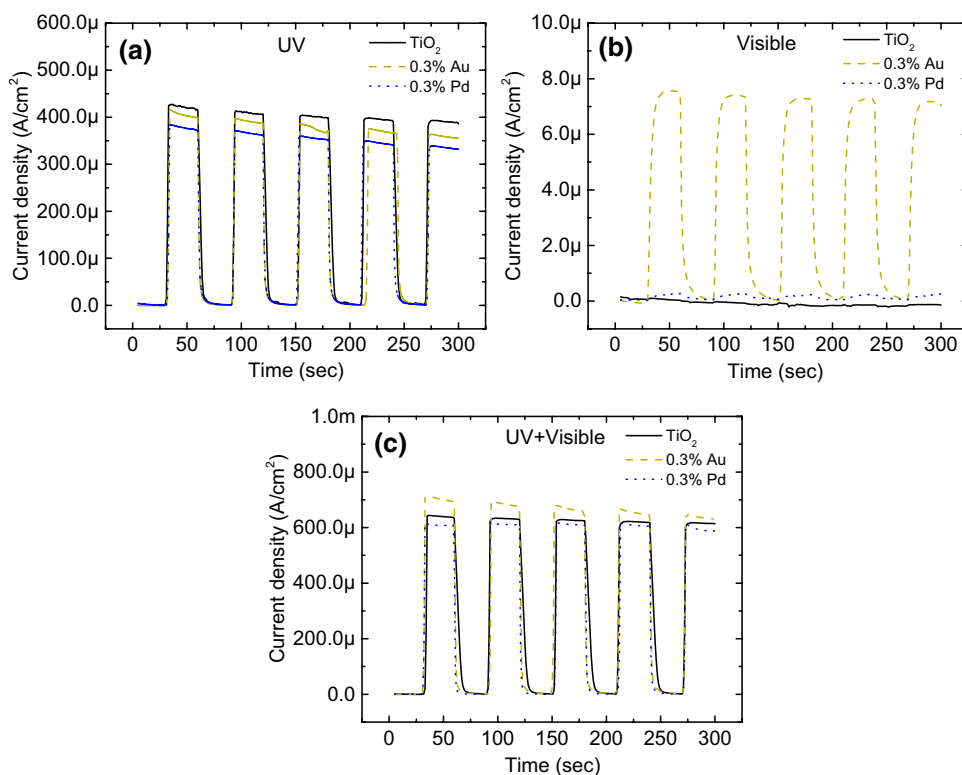 (a)
UV
TiO₂
0.3% Au
0.3% Pd
600.0µ
500.0µ
400.0µ
300.0µ
200.0µ
100.0µ
0.0
Current density (A/cm²)
0 50 100 150 200 250 300
Time (sec)
(b)
Visible
TiO₂
0.3% Au
0.3% Pd
10.0µ
8.0µ
6.0µ
4.0µ
2.0µ
0.0
Current density (A/cm²)
0 50 100 150 200 250 300
Time (sec)
(c)
UV+Visible
TiO₂
0.3% Au
0.3% Pd
1.0m
800.0µ
600.0µ
400.0µ
200.0µ
0.0
Current density (A/cm²)
0 50 100 150 200 250 300
Time (sec)